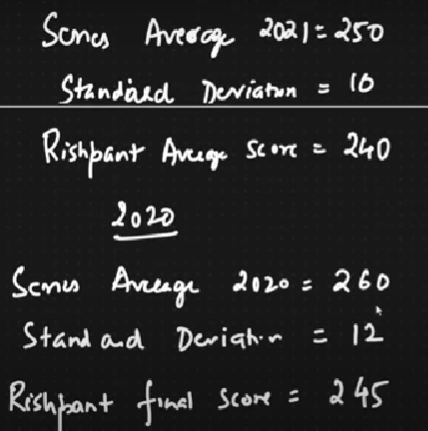 Series Average 2021 = 250
Standard Deviation = 10
Rishpant Average Score = 240
2020
Series Average 2020 = 260
Standard Deviation = 12
Rishpant final score = 245